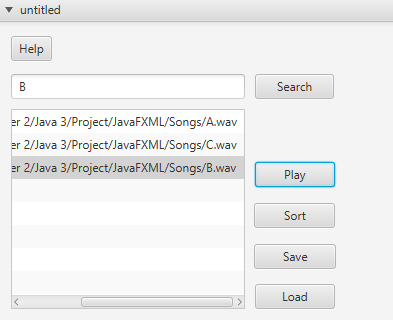 untitled
Help
B
Search
er 2/Java 3/Project/JavaFXML/Songs/A.wav
er 2/Java 3/Project/JavaFXML/Songs/C.wav
er 2/Java 3/Project/JavaFXML/Songs/B.wav
Play
Sort
Save
Load